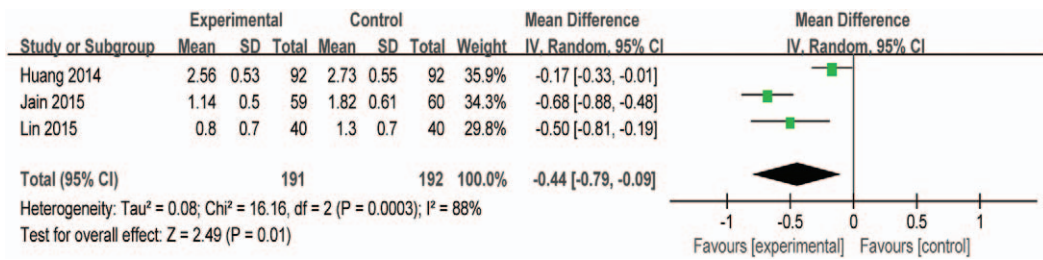 Experimental Control Mean Difference Mean Difference
Study or Subgroup Mean SD Total Mean SD Total Weight IV. Random. 95% CI IV. Random. 95% CI
Huang 2014 2.56 0.53 92 2.73 0.55 92 35.9% -0.17 [-0.33, -0.01]
Jain 2015 1.14 0.5 59 1.82 0.61 60 34.3% -0.68 [-0.88, -0.48]
Lin 2015 0.8 0.7 40 1.3 0.7 40 29.8% -0.50 [-0.81, -0.19]
Total (95% CI) 191 192 100.0% -0.44 [-0.79, -0.09]
Heterogeneity: Tau² = 0.08; Chi² = 16.16, df = 2 (P = 0.0003); I² = 88%
Test for overall effect: Z = 2.49 (P = 0.01)
-1 -0.5 0 0.5 1
Favours [experimental] Favours [control]